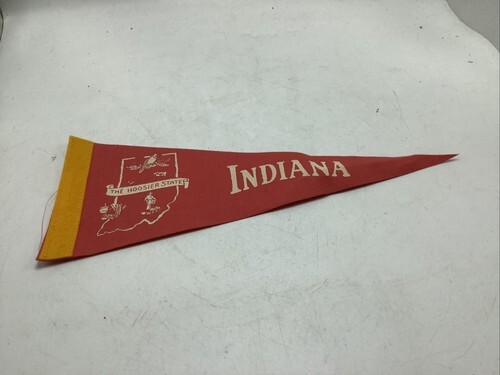 THE HOOSIER STATE
INDIANA